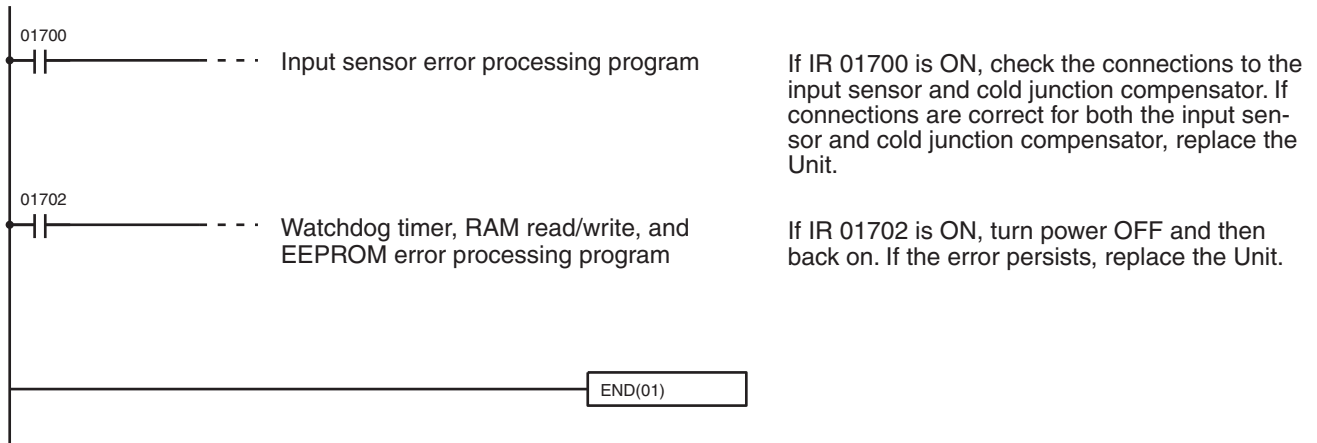 01700
Input sensor error processing program
If IR 01700 is ON, check the connections to the
input sensor and cold junction compensator. If
connections are correct for both the input sen-
sor and cold junction compensator, replace the
Unit.
01702
Watchdog timer, RAM read/write, and
EEPROM error processing program
If IR 01702 is ON, turn power OFF and then
back on. If the error persists, replace the Unit.
END(01)